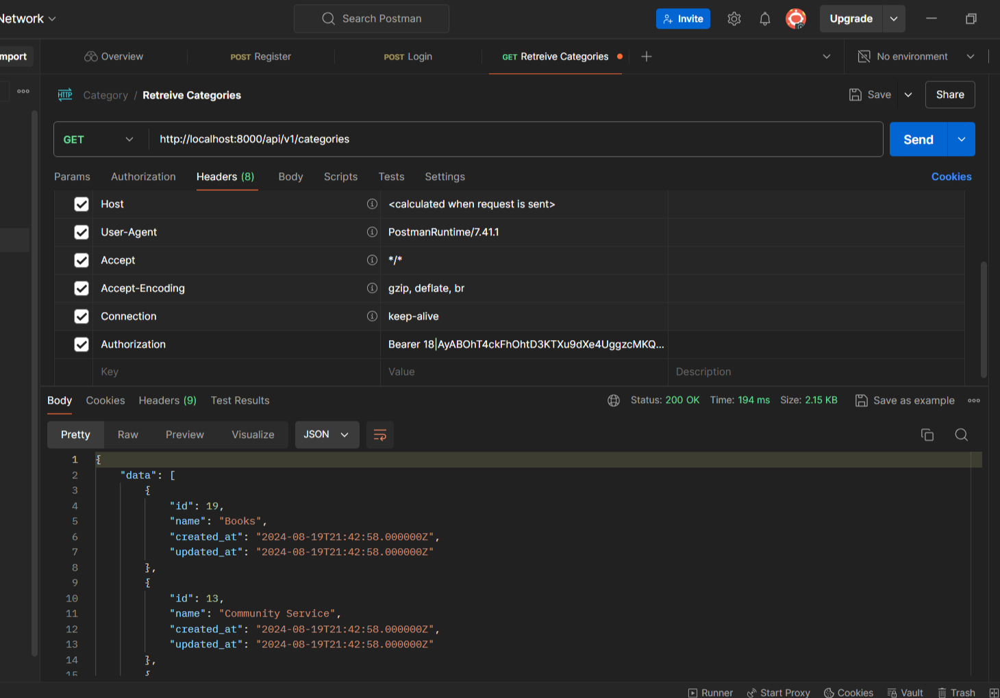 Network
Search Postman
Invite
Upgrade
mport
Overview
POST Register
POST Login
GET Retreive Categories
No environment
HTTP
Category / Retreive Categories
Save
Share
GET
http://localhost:8000/api/v1/categories
Send
Params
Authorization
Headers (8)
Body
Scripts
Tests
Settings
Cookies
Host
<calculated when request is sent>
User-Agent
PostmanRuntime/7.41.1
Accept
*/*
Accept-Encoding
gzip, deflate, br
Connection
keep-alive
Authorization
Bearer 18|AyABOhT4ckFhOhtD3KTXu9dXe4UggzcMKQ...
Key
Value
Description
Body
Cookies
Headers (9)
Test Results
Status: 200 OK
Time: 194 ms
Size: 2.15 KB
Save as example
Pretty
Raw
Preview
Visualize
JSON
1 {
2 "data": [
3 {
4 "id": 19,
5 "name": "Books",
6 "created_at": "2024-08-19T21:42:58.000000Z",
7 "updated_at": "2024-08-19T21:42:58.000000Z"
8 },
9 {
10 "id": 13,
11 "name": "Community Service",
12 "created_at": "2024-08-19T21:42:58.000000Z",
13 "updated_at": "2024-08-19T21:42:58.000000Z"
14 },
15 {
Runner
Start Proxy
Cookies
Vault
Trash